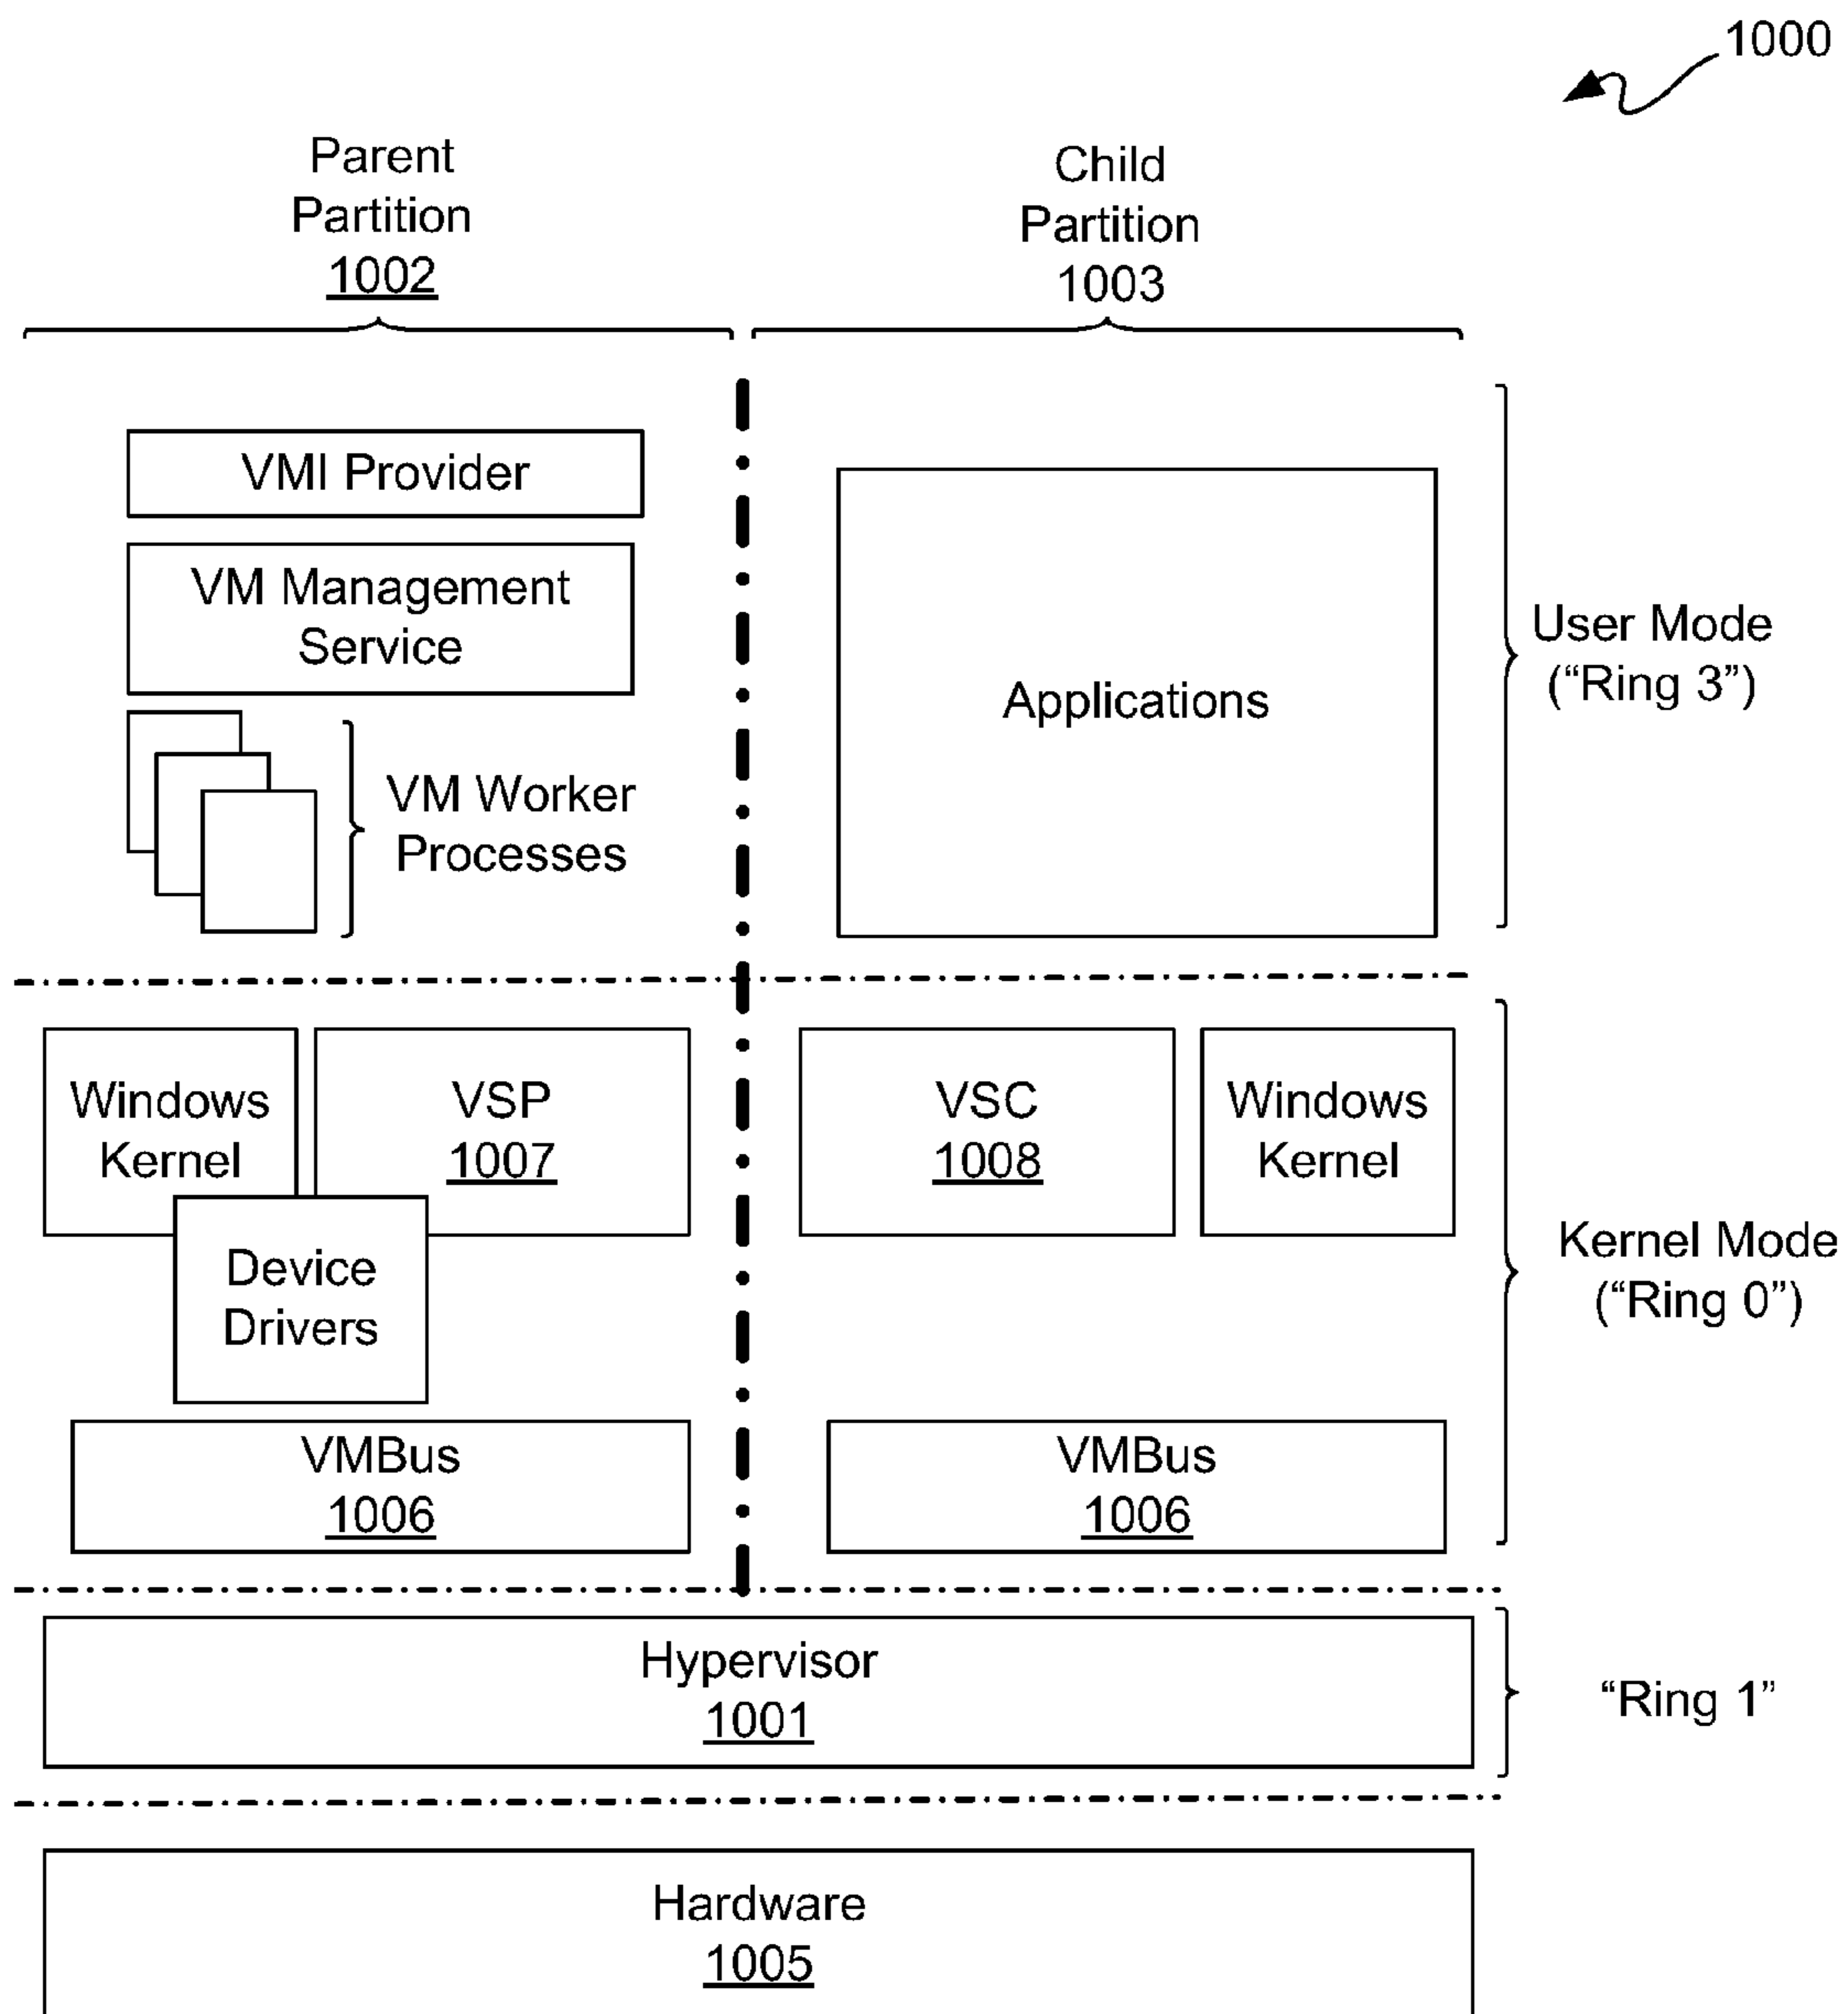 1000
Parent
Partition
1002
Child
Partition
1003
VMI Provider
VM Management
Service
VM Worker
Processes
Applications
User Mode
(“Ring 3”)
Windows
Kernel
VSP
1007
Device
Drivers
VSC
1008
Windows
Kernel
Kernel Mode
(“Ring 0”)
VMBus
1006
VMBus
1006
Hypervisor
1001
“Ring 1”
Hardware
1005